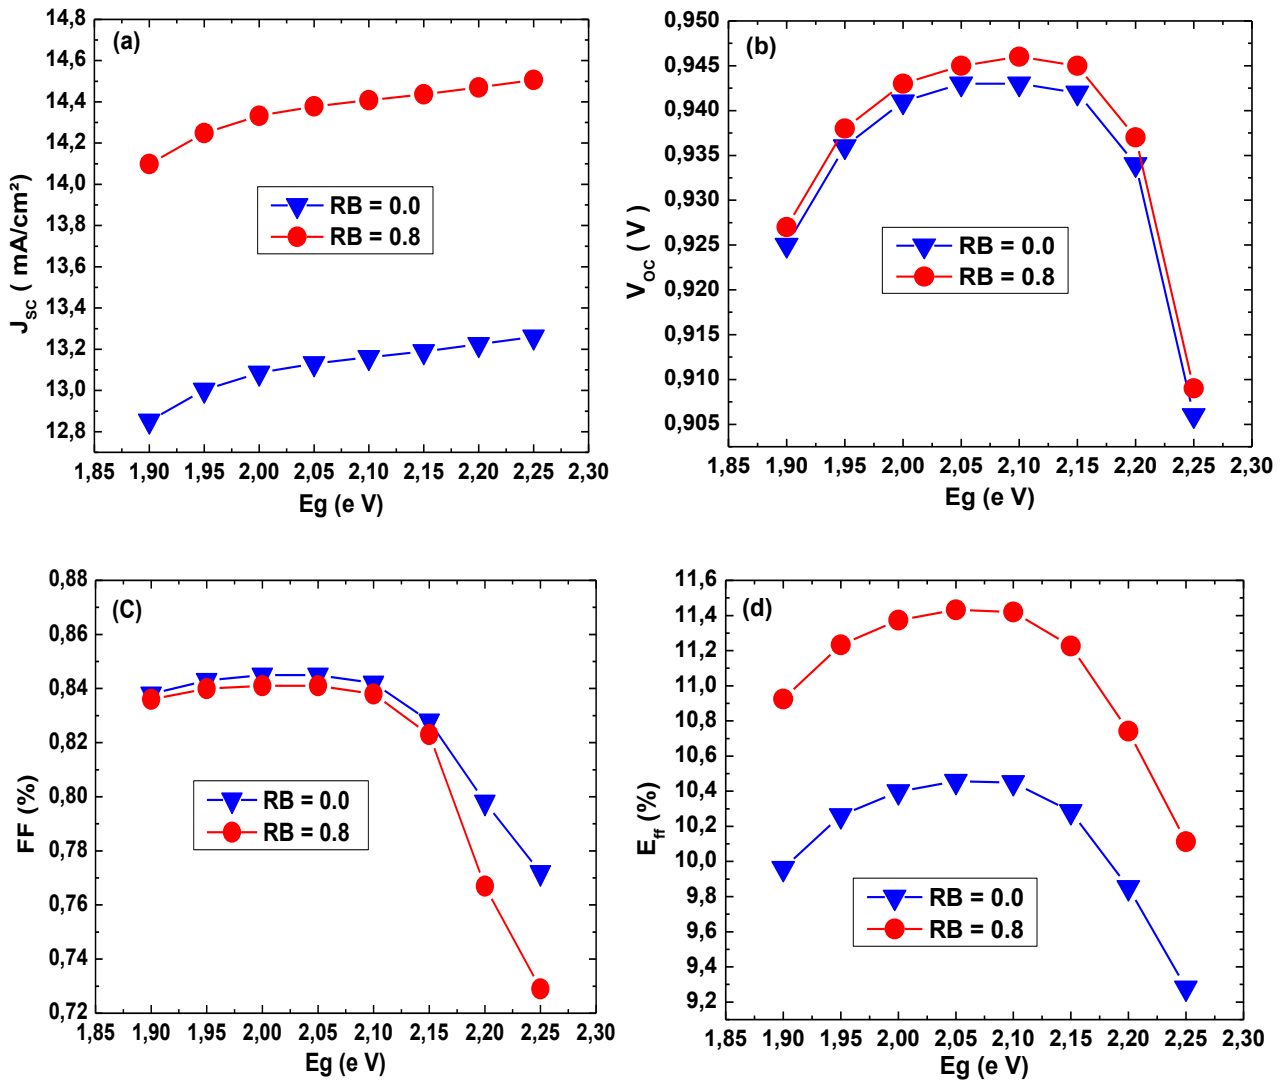 (a)
14,8
14,6
14,4
14,2
14,0
13,8
13,6
13,4
13,2
13,0
12,8
J_SC ( mA/cm²)
RB = 0.0
RB = 0.8
1,85 1,90 1,95 2,00 2,05 2,10 2,15 2,20 2,25 2,30
Eg (e V)
(b)
0,950
0,945
0,940
0,935
0,930
0,925
0,920
0,915
0,910
0,905
V_OC ( V )
RB = 0.0
RB = 0.8
1,85 1,90 1,95 2,00 2,05 2,10 2,15 2,20 2,25 2,30
Eg (e V)
(C)
0,88
0,86
0,84
0,82
0,80
0,78
0,76
0,74
0,72
FF (%)
RB = 0.0
RB = 0.8
1,85 1,90 1,95 2,00 2,05 2,10 2,15 2,20 2,25 2,30
Eg (e V)
(d)
11,6
11,4
11,2
11,0
10,8
10,6
10,4
10,2
10,0
9,8
9,6
9,4
9,2
E_ff (%)
RB = 0.0
RB = 0.8
1,85 1,90 1,95 2,00 2,05 2,10 2,15 2,20 2,25 2,30
Eg (e V)